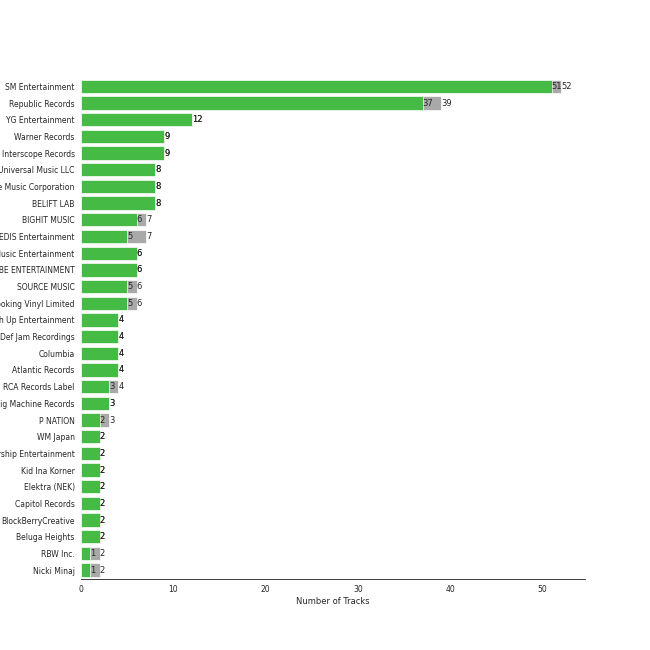 SM Entertainment 51 52
Republic Records 37 39
YG Entertainment 12
Warner Records 9
Interscope Records 9
Universal Music LLC 8
e Music Corporation 8
BELIFT LAB 8
BIGHIT MUSIC 6 7
EDIS Entertainment 5 7
usic Entertainment 6
BE ENTERTAINMENT 6
SOURCE MUSIC 5 6
oking Vinyl Limited 5 6
h Up Entertainment 4
Def Jam Recordings 4
Columbia 4
Atlantic Records 4
RCA Records Label 3 4
ig Machine Records 3
P NATION 2 3
WM Japan 2
rship Entertainment 2
Kid Ina Korner 2
Elektra (NEK) 2
Capitol Records 2
BlockBerryCreative 2
Beluga Heights 2
RBW Inc. 1 2
Nicki Minaj 1 2
0 10 20 30 40 50
Number of Tracks